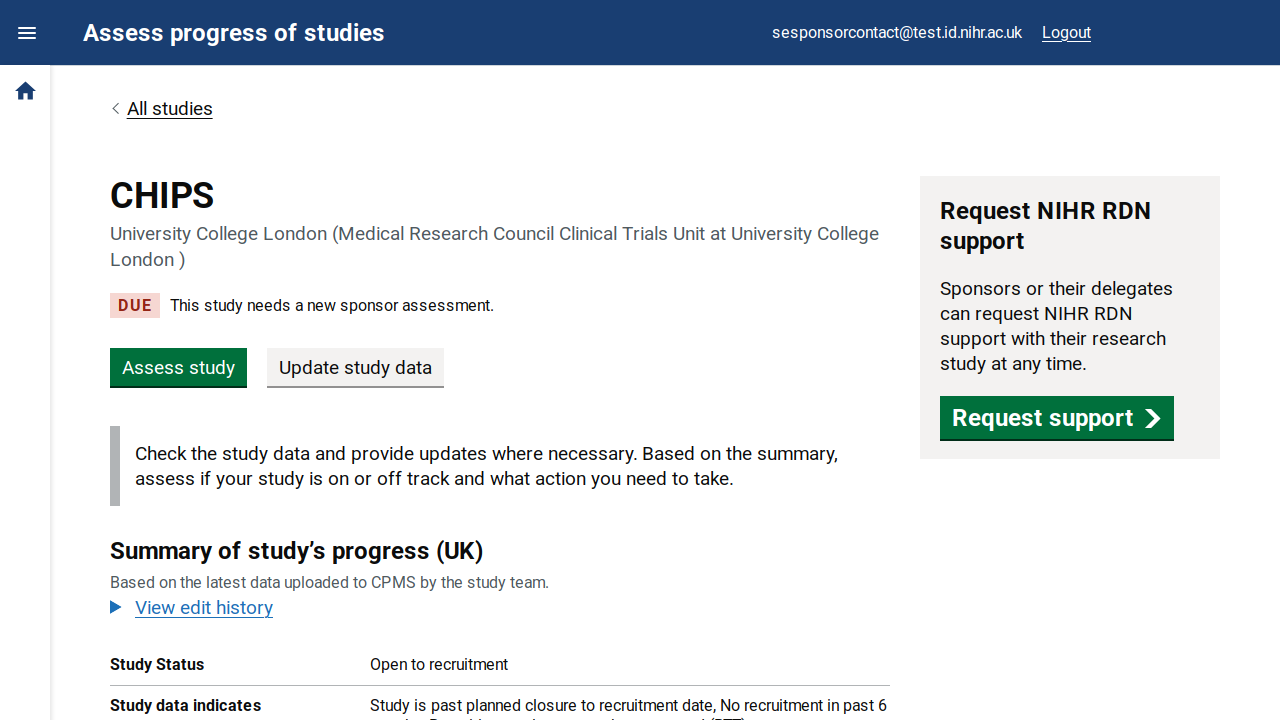 Assess progress of studies
sesponsorcontact@test.id.nihr.ac.uk Logout
All studies
CHIPS
University College London (Medical Research Council Clinical Trials Unit at University College
London )
DUE This study needs a new sponsor assessment.
Assess study Update study data
Check the study data and provide updates where necessary. Based on the summary,
assess if your study is on or off track and what action you need to take.
Summary of study’s progress (UK)
Based on the latest data uploaded to CPMS by the study team.
View edit history
Study Status Open to recruitment
Study data indicates Study is past planned closure to recruitment date, No recruitment in past 6
Request NIHR RDN
support
Sponsors or their delegates
can request NIHR RDN
support with their research
study at any time.
Request support